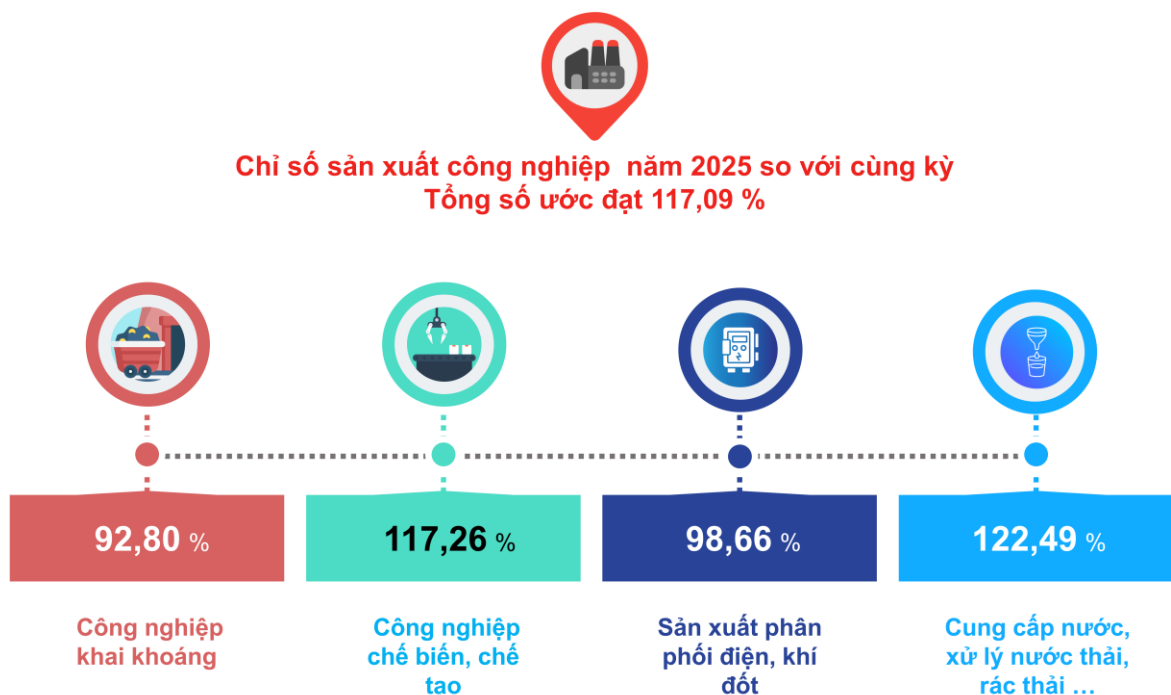 Chỉ số sản xuất công nghiệp năm 2025 so với cùng kỳ
Tổng số ước đạt 117,09 %
92,80 %
117,26 %
98,66 %
122,49 %
Công nghiệp
khai khoáng
Công nghiệp
chế biến, chế
tao
Sản xuất phân
phối điện, khí
đốt
Cung cấp nước,
xử lý nước thải,
rác thải ...